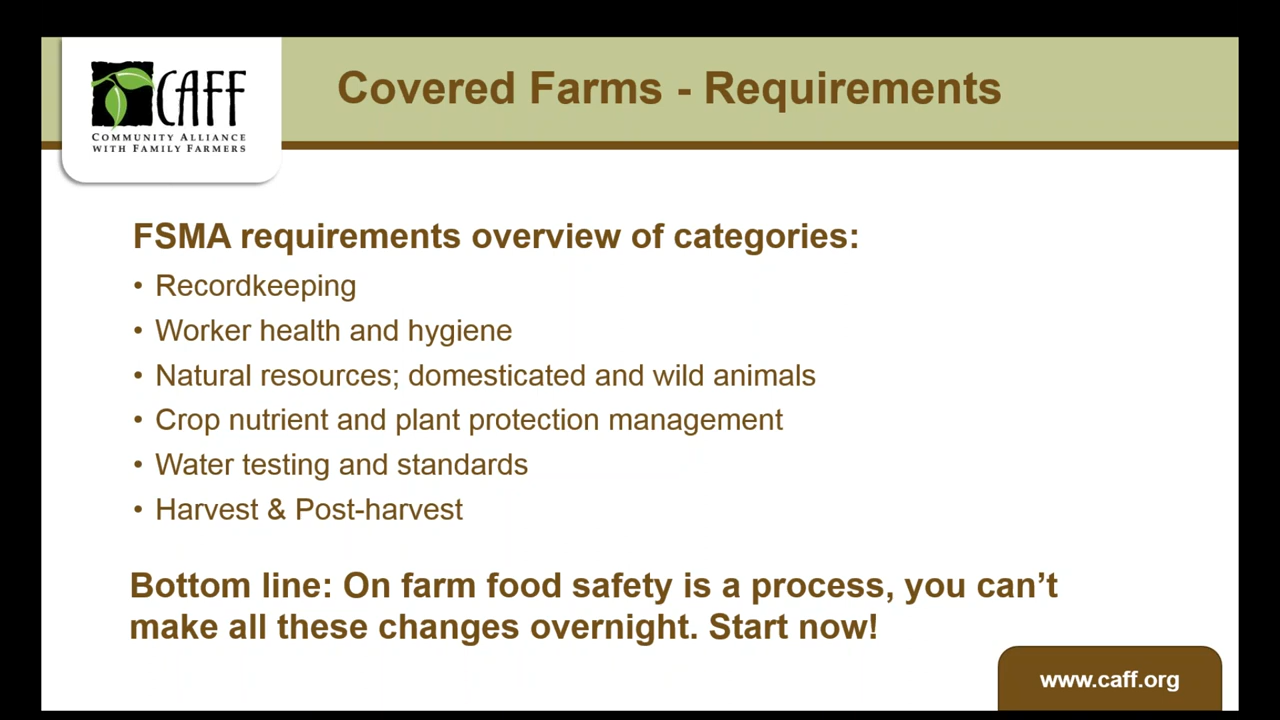 CAFF
COMMUNITY ALLIANCE
WITH FAMILY FARMERS
Covered Farms - Requirements
FSMA requirements overview of categories:
• Recordkeeping
• Worker health and hygiene
• Natural resources; domesticated and wild animals
• Crop nutrient and plant protection management
• Water testing and standards
• Harvest & Post-harvest
Bottom line: On farm food safety is a process, you can’t
make all these changes overnight. Start now!
www.caff.org